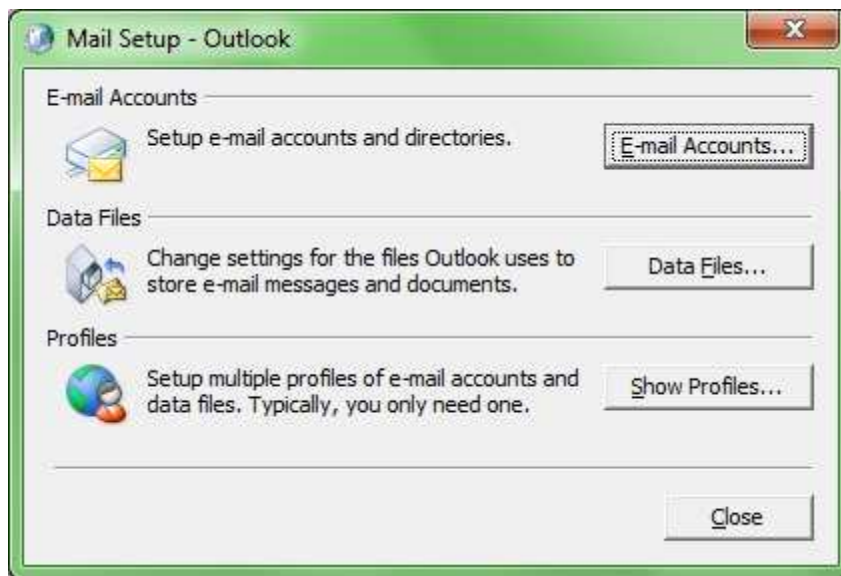 Mail Setup - Outlook
E-mail Accounts
Setup e-mail accounts and directories.
E-mail Accounts...
Data Files
Change settings for the files Outlook uses to
store e-mail messages and documents.
Data Files...
Profiles
Setup multiple profiles of e-mail accounts and
data files. Typically, you only need one.
Show Profiles...
Close